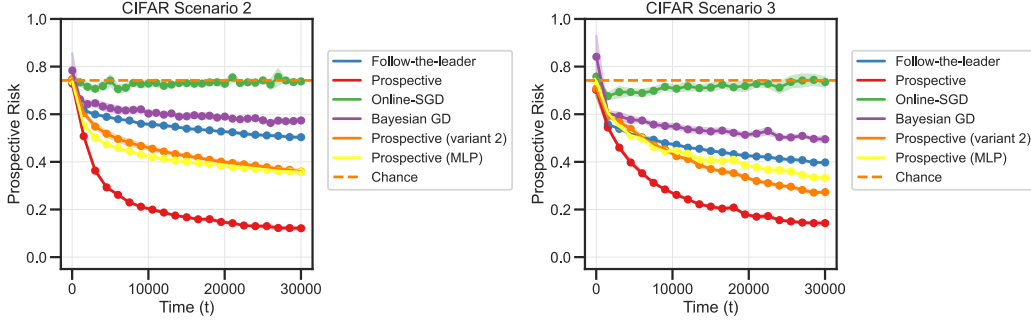 CIFAR Scenario 2
Prospective Risk
1.0
0.8
0.6
0.4
0.2
0.0
0
10000
20000
30000
Time (t)
Follow-the-leader
Prospective
Online-SGD
Bayesian GD
Prospective (variant 2)
Prospective (MLP)
Chance
CIFAR Scenario 3
Prospective Risk
1.0
0.8
0.6
0.4
0.2
0.0
0
10000
20000
30000
Time (t)
Follow-the-leader
Prospective
Online-SGD
Bayesian GD
Prospective (variant 2)
Prospective (MLP)
Chance